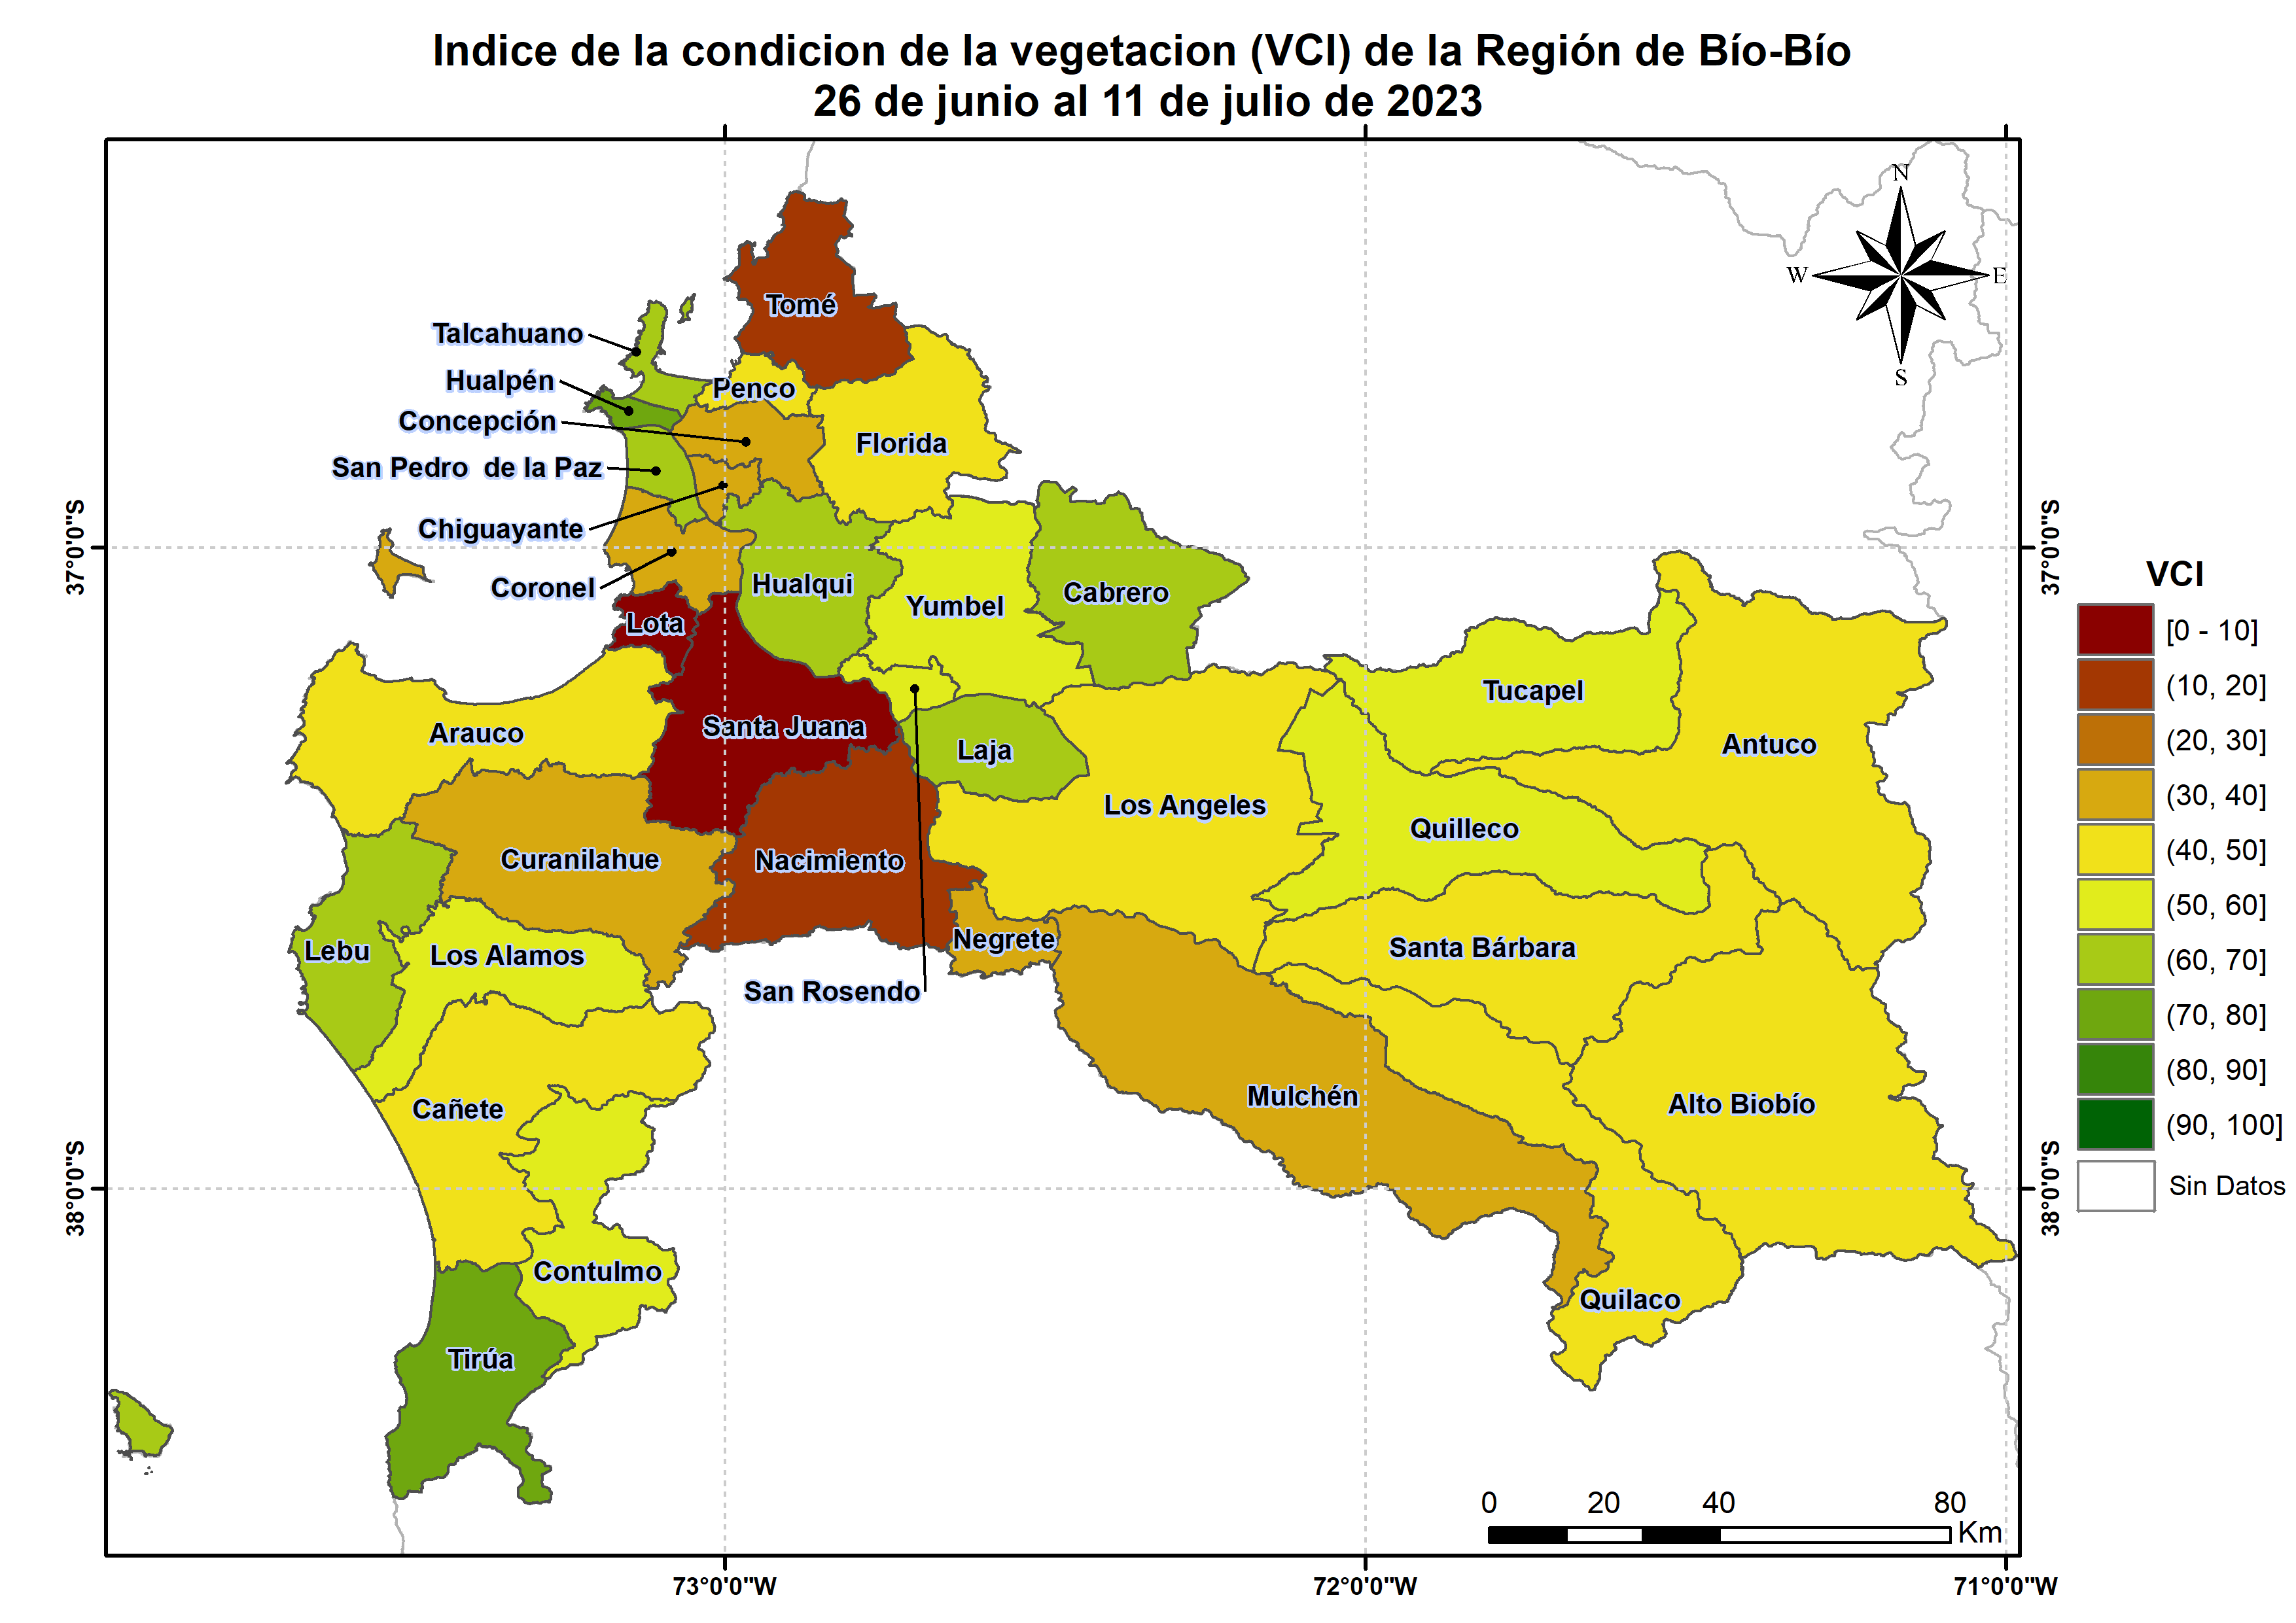 Indice de la condicion de la vegetacion (VCI) de la Región de Bío-Bío
26 de junio al 11 de julio de 2023
N
W
E
S
Tomé
Talcahuano
Hualpén
Penco
Concepción
Florida
San Pedro  de la Paz
Chiguayante
Coronel
Hualqui
Yumbel
Cabrero
Lota
Tucapel
Arauco
Santa Juana
Laja
Antuco
Los Angeles
Quilleco
Curanilahue
Nacimiento
Negrete
Santa Bárbara
Lebu
Los Alamos
San Rosendo
Mulchén
Alto Biobío
Cañete
Contulmo
Quilaco
Tirúa
37°0'0"S
37°0'0"S
38°0'0"S
38°0'0"S
73°0'0"W
72°0'0"W
71°0'0"W
0 20 40 80
Km
VCI
[0 - 10]
(10, 20]
(20, 30]
(30, 40]
(40, 50]
(50, 60]
(60, 70]
(70, 80]
(80, 90]
(90, 100]
Sin Datos